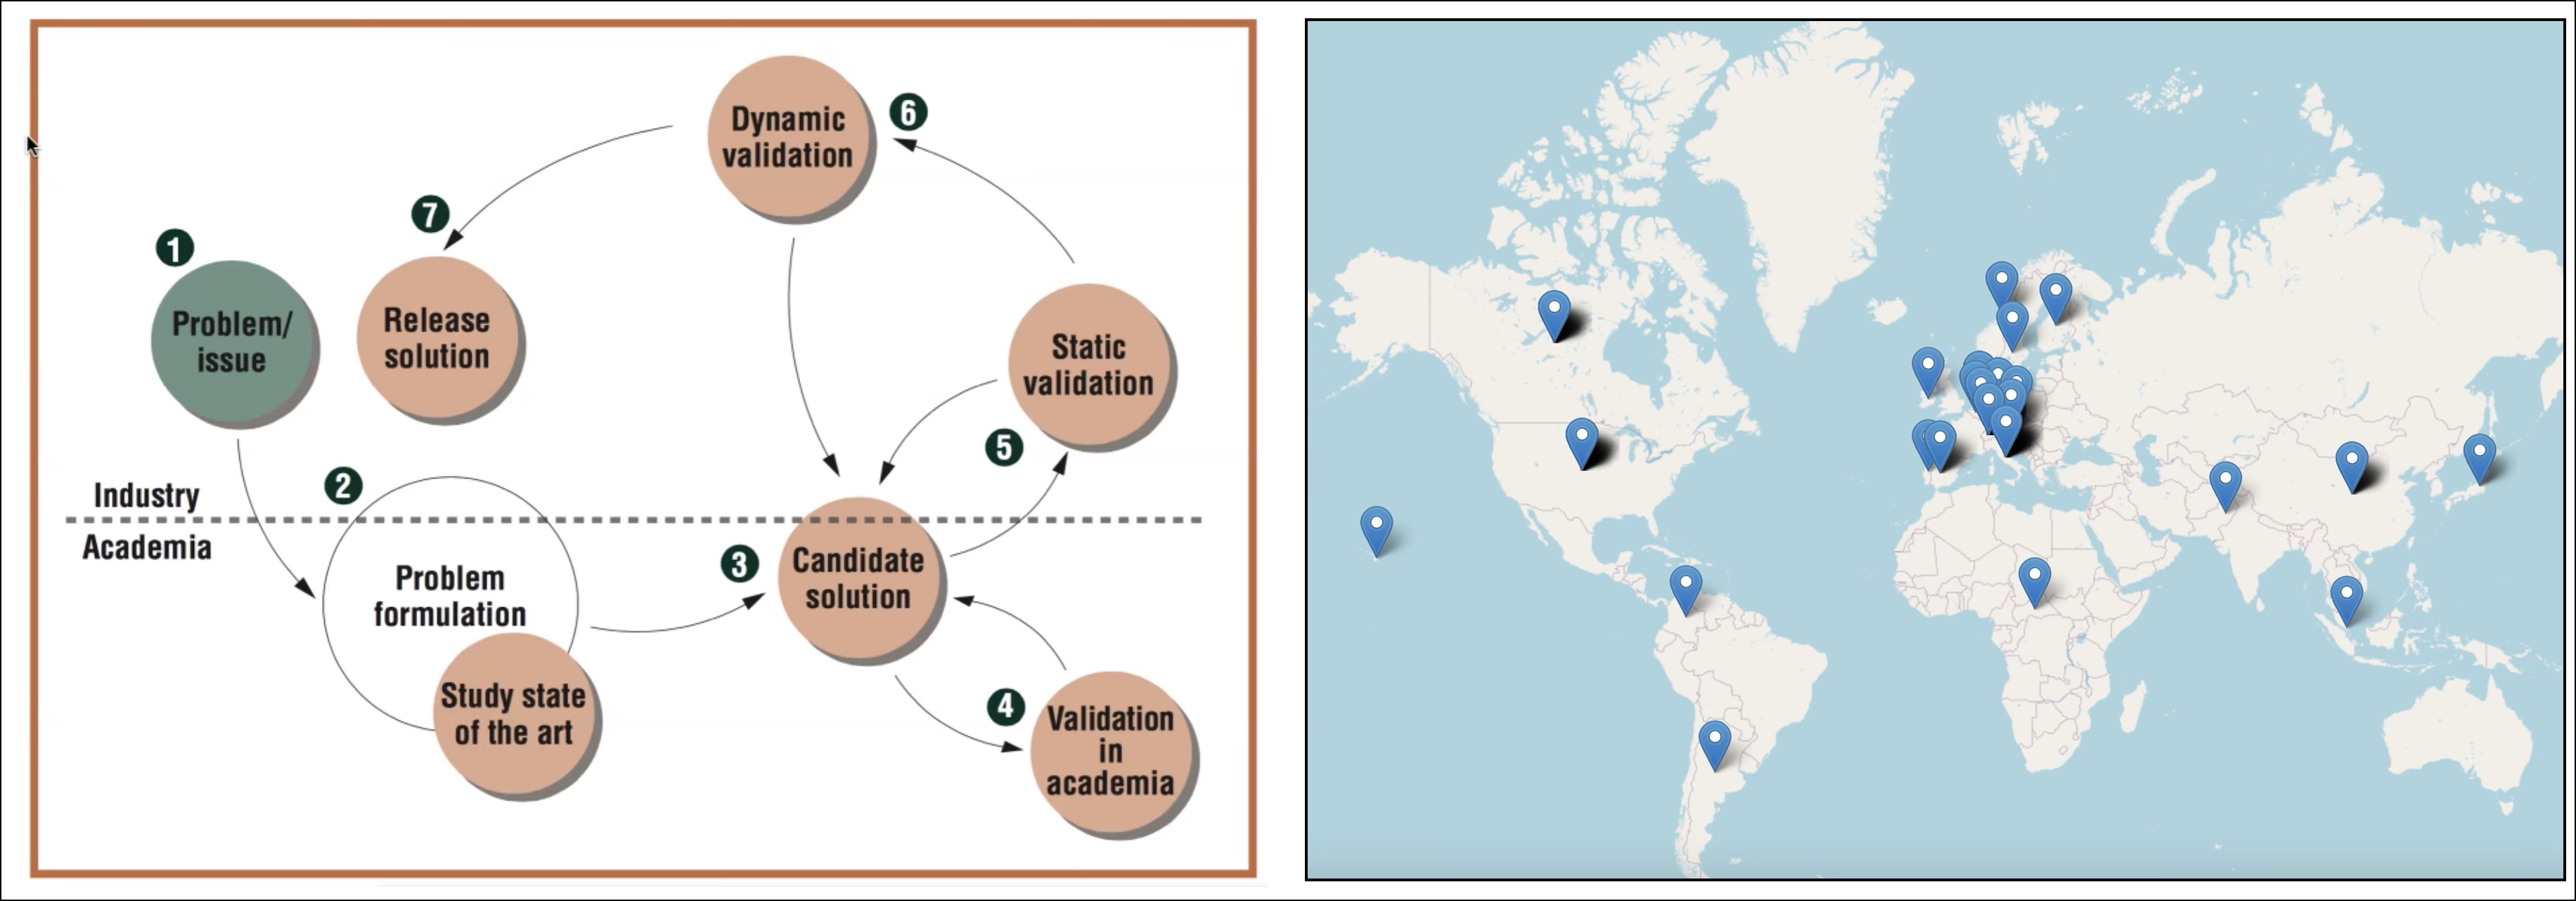 Dynamic
validation
6
7
1
Problem/
issue
Release
solution
Static
validation
5
2
Industry
Academia
3
Candidate
solution
Problem
formulation
Study state
of the art
4
Validation
in
academia